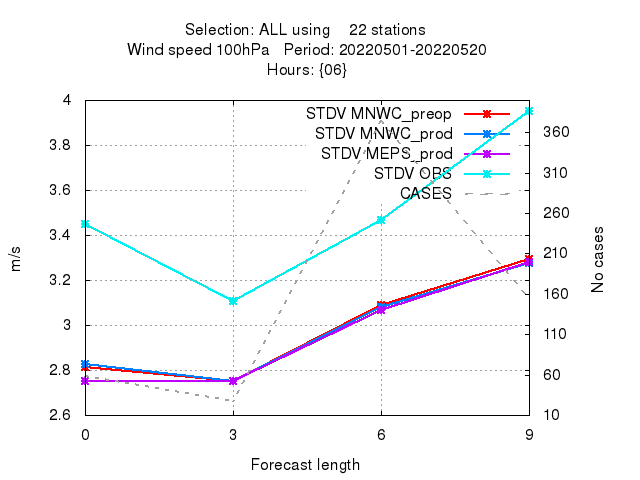 Selection: ALL using 22 stations
Wind speed 100hPa Period: 20220501-20220520
Hours: {06}
4
3.8
3.6
3.4
3.2
3
2.8
2.6
m/s
STDV MNWC_preop
STDV MNWC_prod
STDV MEPS_prod
STDV OBS
CASES
360
310
260
210
160
110
60
10
No cases
0 3 6 9
Forecast length